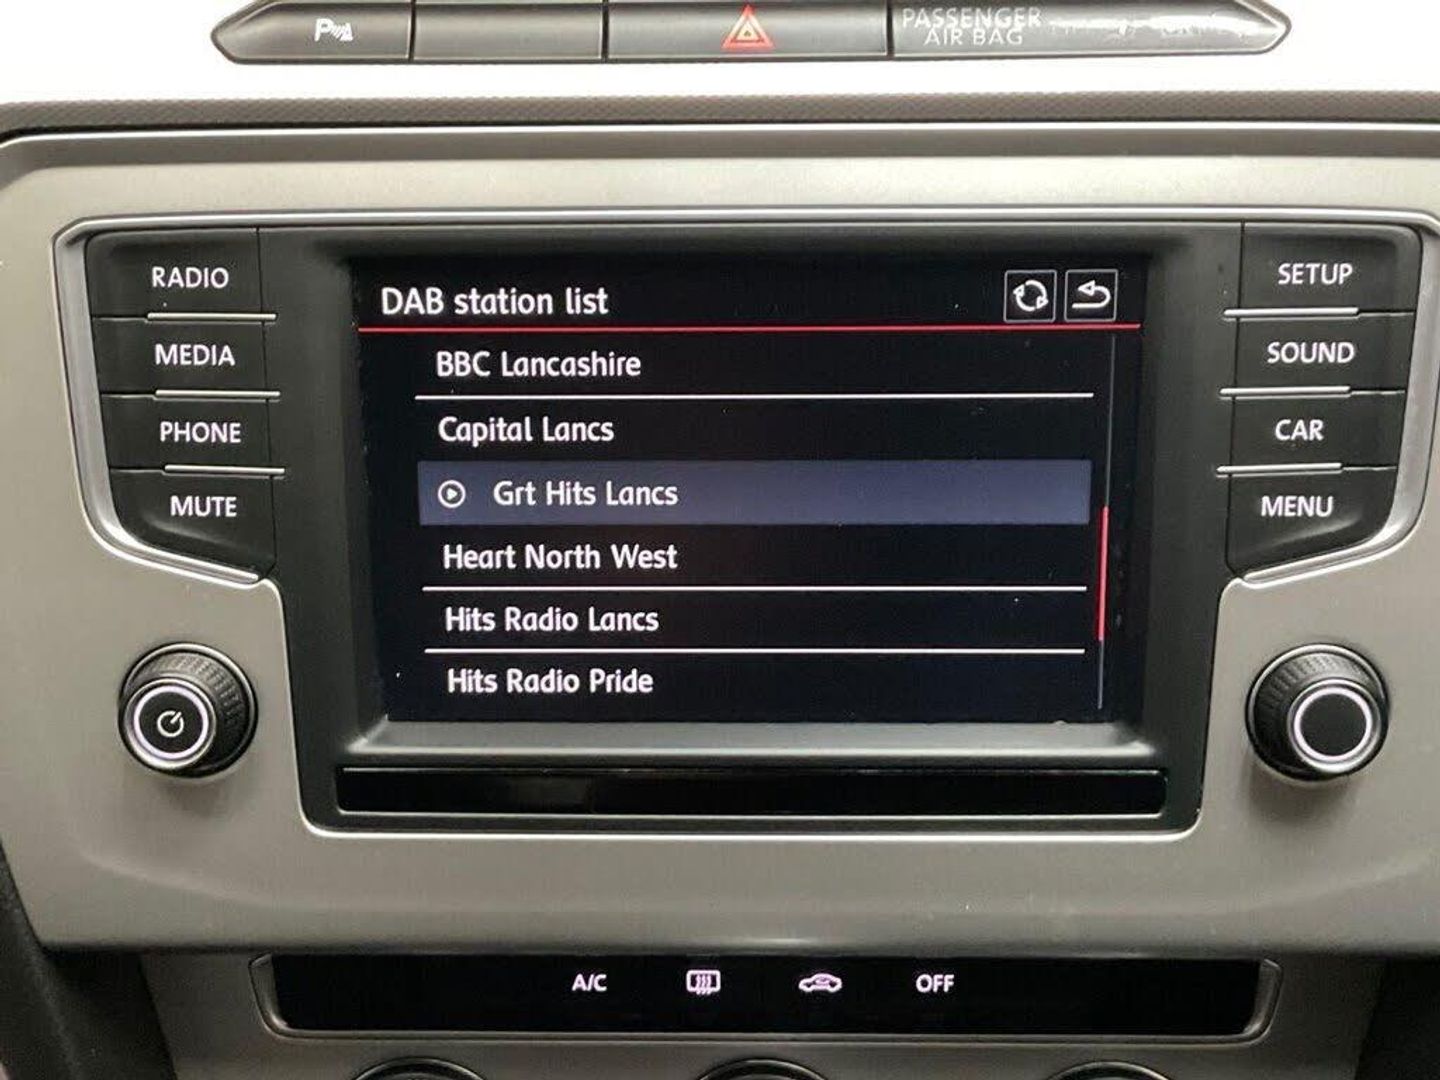 P
PASSENGER
AIR BAG
RADIO
MEDIA
PHONE
MUTE
DAB station list
BBC Lancashire
Capital Lancs
Grt Hits Lancs
Heart North West
Hits Radio Lancs
Hits Radio Pride
SETUP
SOUND
CAR
MENU
A/C
OFF